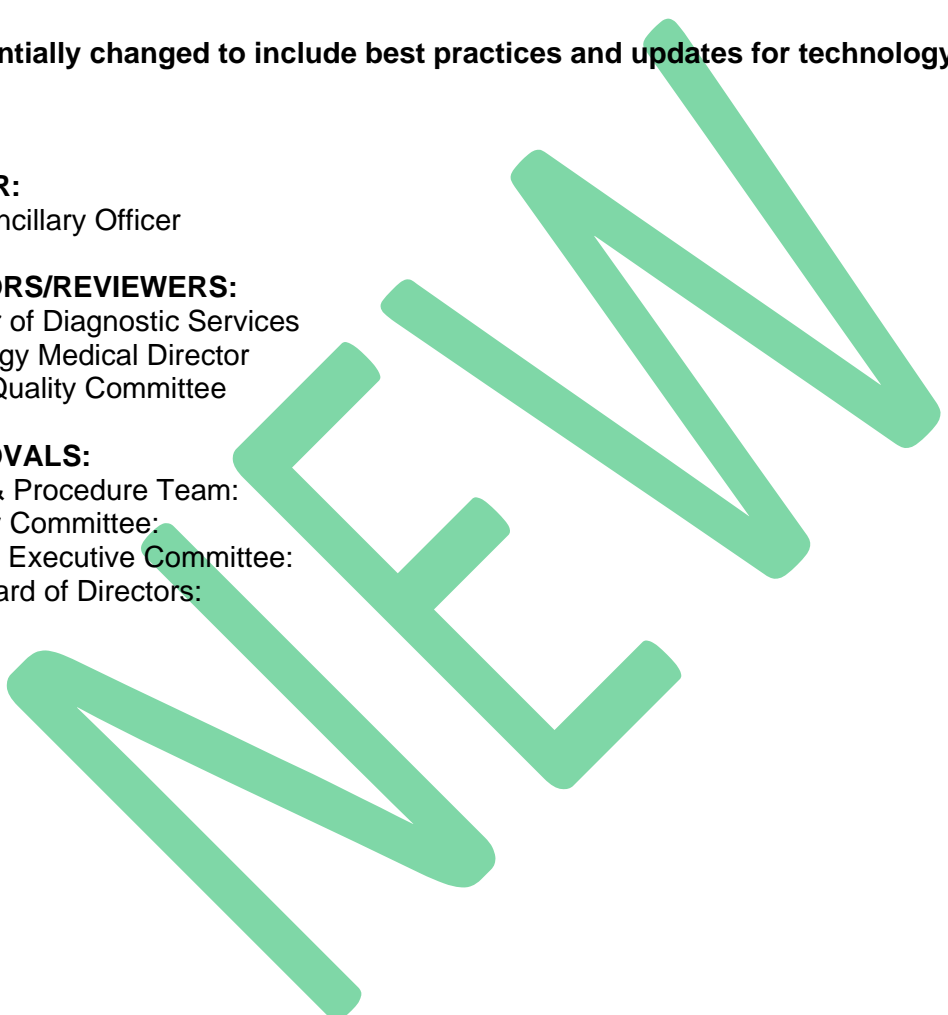 ntially changed to include best practices and updates for technology
R:
ncillary Officer
ORS/REVIEWERS:
r of Diagnostic Services
gy Medical Director
Quality Committee
OVALS:
& Procedure Team:
y Committee:
Executive Committee:
ard of Directors:
NEW